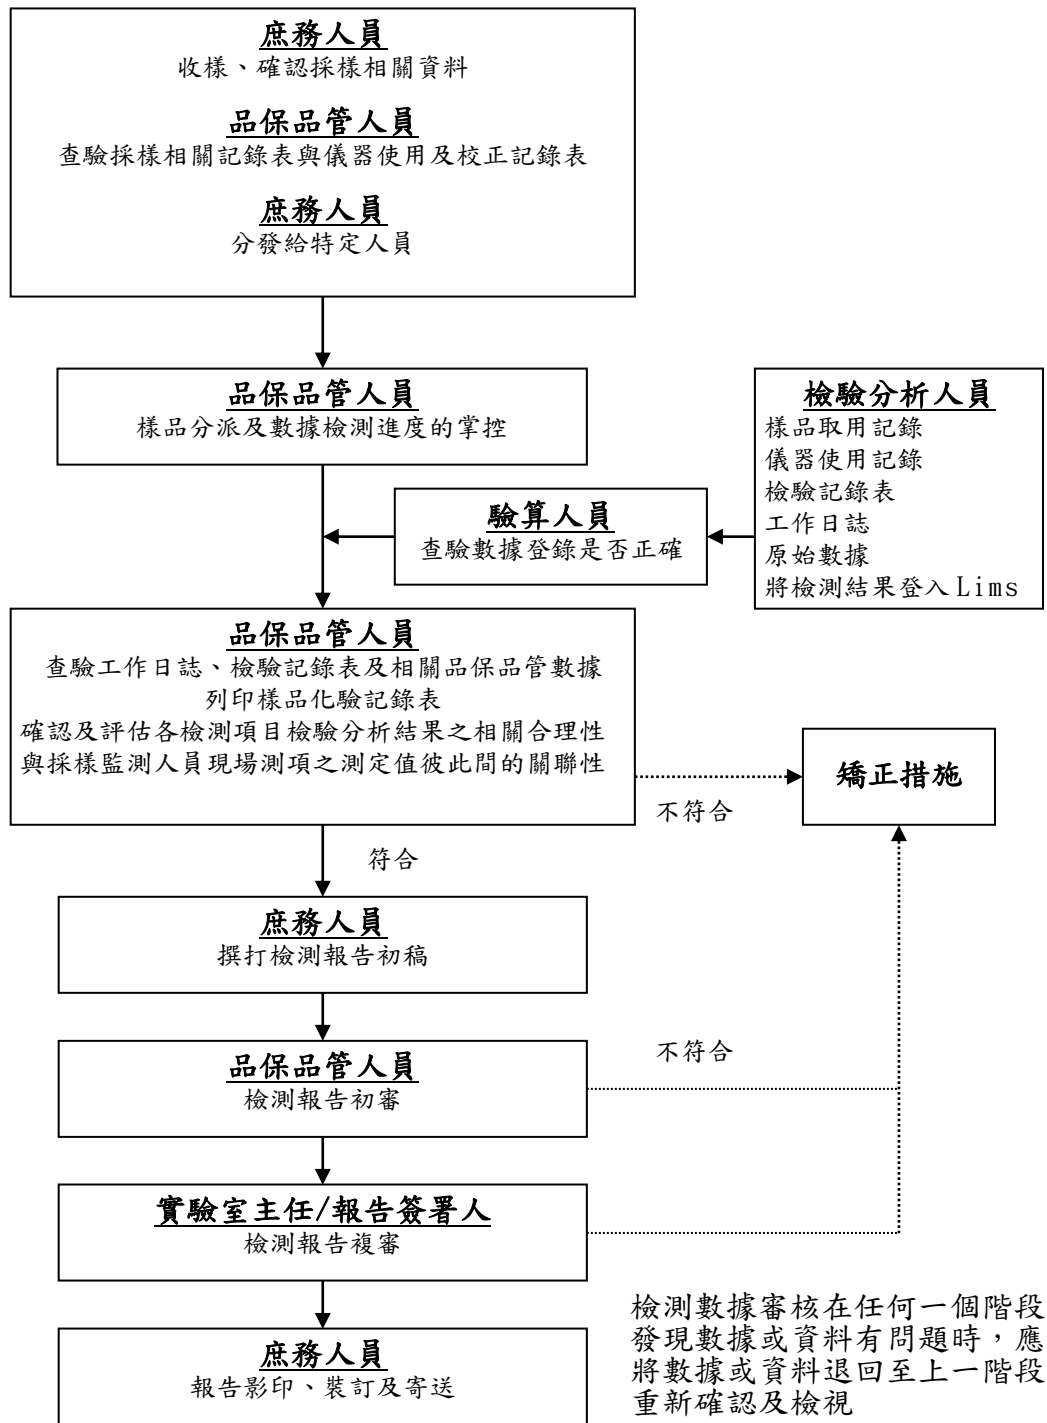 庶務人員
收樣、確認採樣相關資料
品保品管人員
查驗採樣相關記錄表與儀器使用及校正記錄表
庶務人員
分發給特定人員
品保品管人員
樣品分派及數據檢測進度的掌控
檢驗分析人員
樣品取用記錄
儀器使用記錄
檢驗記錄表
工作日誌
原始數據
將檢測結果登入Lims
驗算人員
查驗數據登錄是否正確
品保品管人員
查驗工作日誌、檢驗記錄表及相關品保品管數據
列印樣品化驗記錄表
確認及評估各檢測項目檢驗分析結果之相關合理性
與採樣監測人員現場測項之測定值彼此間的關聯性
不符合
矯正措施
符合
庶務人員
撰打檢測報告初稿
品保品管人員
檢測報告初審
不符合
實驗室主任/報告簽署人
檢測報告複審
庶務人員
報告影印、裝訂及寄送
檢測數據審核在任何一個階段
發現數據或資料有問題時，應
將數據或資料退回至上一階段
重新確認及檢視